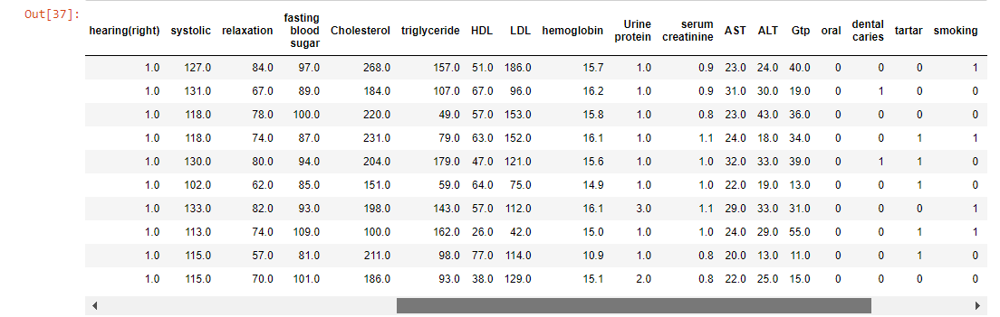 Out[37]:
hearing(right) systolic relaxation fasting blood sugar Cholesterol triglyceride HDL LDL hemoglobin Urine protein serum creatinine AST ALT Gtp oral dental caries tartar smoking
1.0 127.0 84.0 97.0 268.0 157.0 51.0 186.0 15.7 1.0 0.9 23.0 24.0 40.0 0 0 0 1
1.0 131.0 67.0 89.0 184.0 107.0 67.0 96.0 16.2 1.0 0.9 31.0 30.0 19.0 0 1 0 0
1.0 118.0 78.0 100.0 220.0 49.0 57.0 153.0 15.8 1.0 0.8 23.0 43.0 36.0 0 0 0 0
1.0 118.0 74.0 87.0 231.0 79.0 63.0 152.0 16.1 1.0 1.1 24.0 18.0 34.0 0 0 1 1
1.0 130.0 80.0 94.0 204.0 179.0 47.0 121.0 15.6 1.0 1.0 32.0 33.0 39.0 0 1 1 0
1.0 102.0 62.0 85.0 151.0 59.0 64.0 75.0 14.9 1.0 1.0 22.0 19.0 13.0 0 0 1 0
1.0 133.0 82.0 93.0 198.0 143.0 57.0 112.0 16.1 3.0 1.1 29.0 33.0 31.0 0 0 0 1
1.0 113.0 74.0 109.0 100.0 162.0 26.0 42.0 15.0 1.0 1.0 24.0 29.0 55.0 0 0 1 1
1.0 115.0 57.0 81.0 211.0 98.0 77.0 114.0 10.9 1.0 0.8 20.0 13.0 11.0 0 0 1 0
1.0 115.0 70.0 101.0 186.0 93.0 38.0 129.0 15.1 2.0 0.8 22.0 25.0 15.0 0 0 0 0